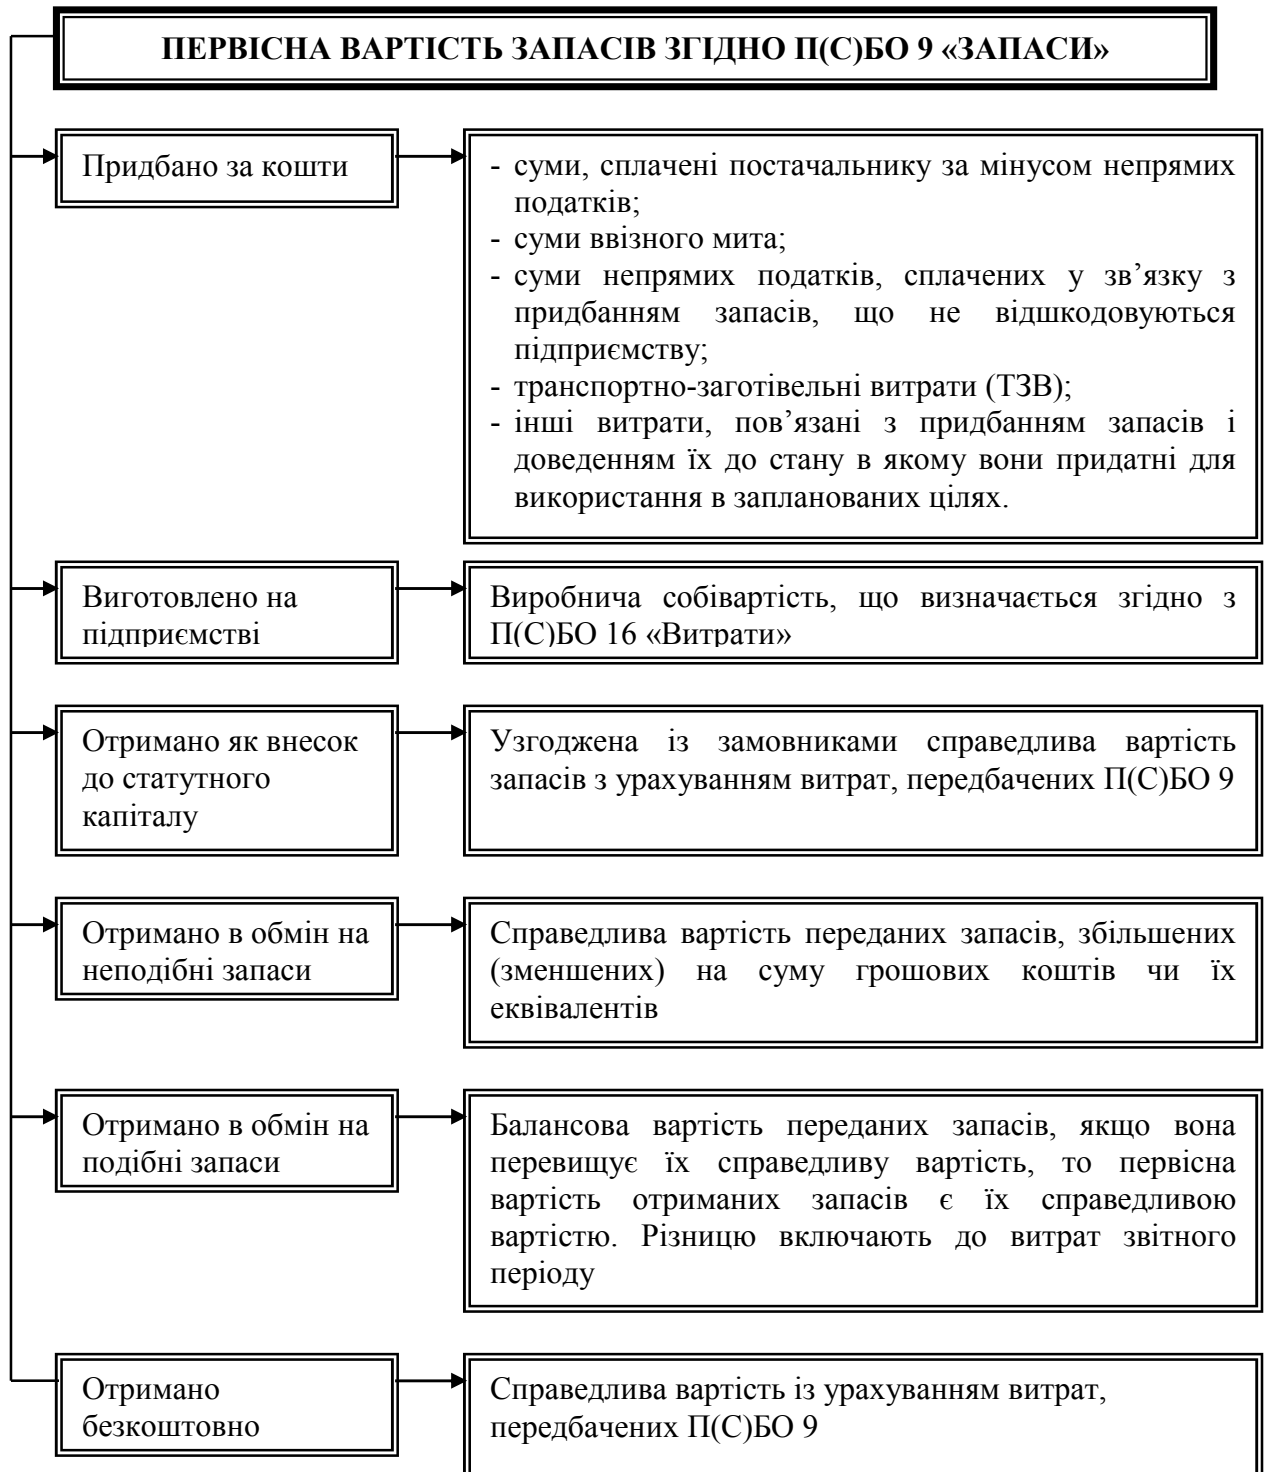 ПЕРВІСНА ВАРТІСТЬ ЗАПАСІВ ЗГІДНО П(С)БО 9 «ЗАПАСИ»
Придбано за кошти
- суми, сплачені постачальнику за мінусом непрямих
податків;
- суми ввізного мита;
- суми непрямих податків, сплачених у зв’язку з
придбанням запасів, що не відшкодовуються
підприємству;
- транспортно-заготівельні витрати (ТЗВ);
- інші витрати, пов’язані з придбанням запасів і
доведенням їх до стану в якому вони придатні для
використання в запланованих цілях.
Виготовлено на
підприємстві
Виробнича собівартість, що визначається згідно з
П(С)БО 16 «Витрати»
Отримано як внесок
до статутного
капіталу
Узгоджена із замовниками справедлива вартість
запасів з урахуванням витрат, передбачених П(С)БО 9
Отримано в обмін на
неподібні запаси
Справедлива вартість переданих запасів, збільшених
(зменшених) на суму грошових коштів чи їх
еквівалентів
Отримано в обмін на
подібні запаси
Балансова вартість переданих запасів, якщо вона
перевищує їх справедливу вартість, то первісна
вартість отриманих запасів є їх справедливою
вартістю. Різницю включають до витрат звітного
періоду
Отримано
безкоштовно
Справедлива вартість із урахуванням витрат,
передбачених П(С)БО 9